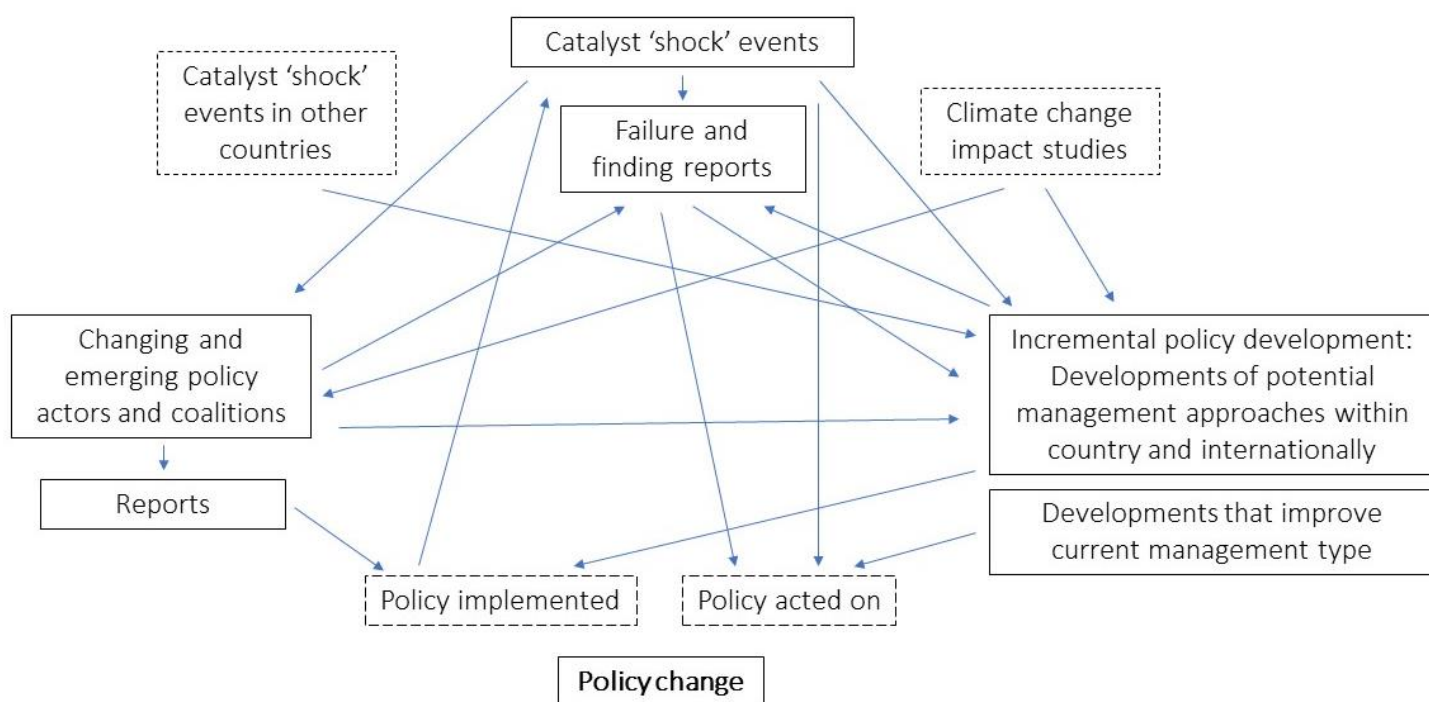 Catalyst ‘shock’ events
Catalyst ‘shock’
events in other
countries
Failure and
finding reports
Climate change
impact studies
Changing and
emerging policy
actors and coalitions
Incremental policy development:
Developments of potential
management approaches within
country and internationally
Reports
Developments that improve
current management type
Policy implemented
Policy acted on
Policy change